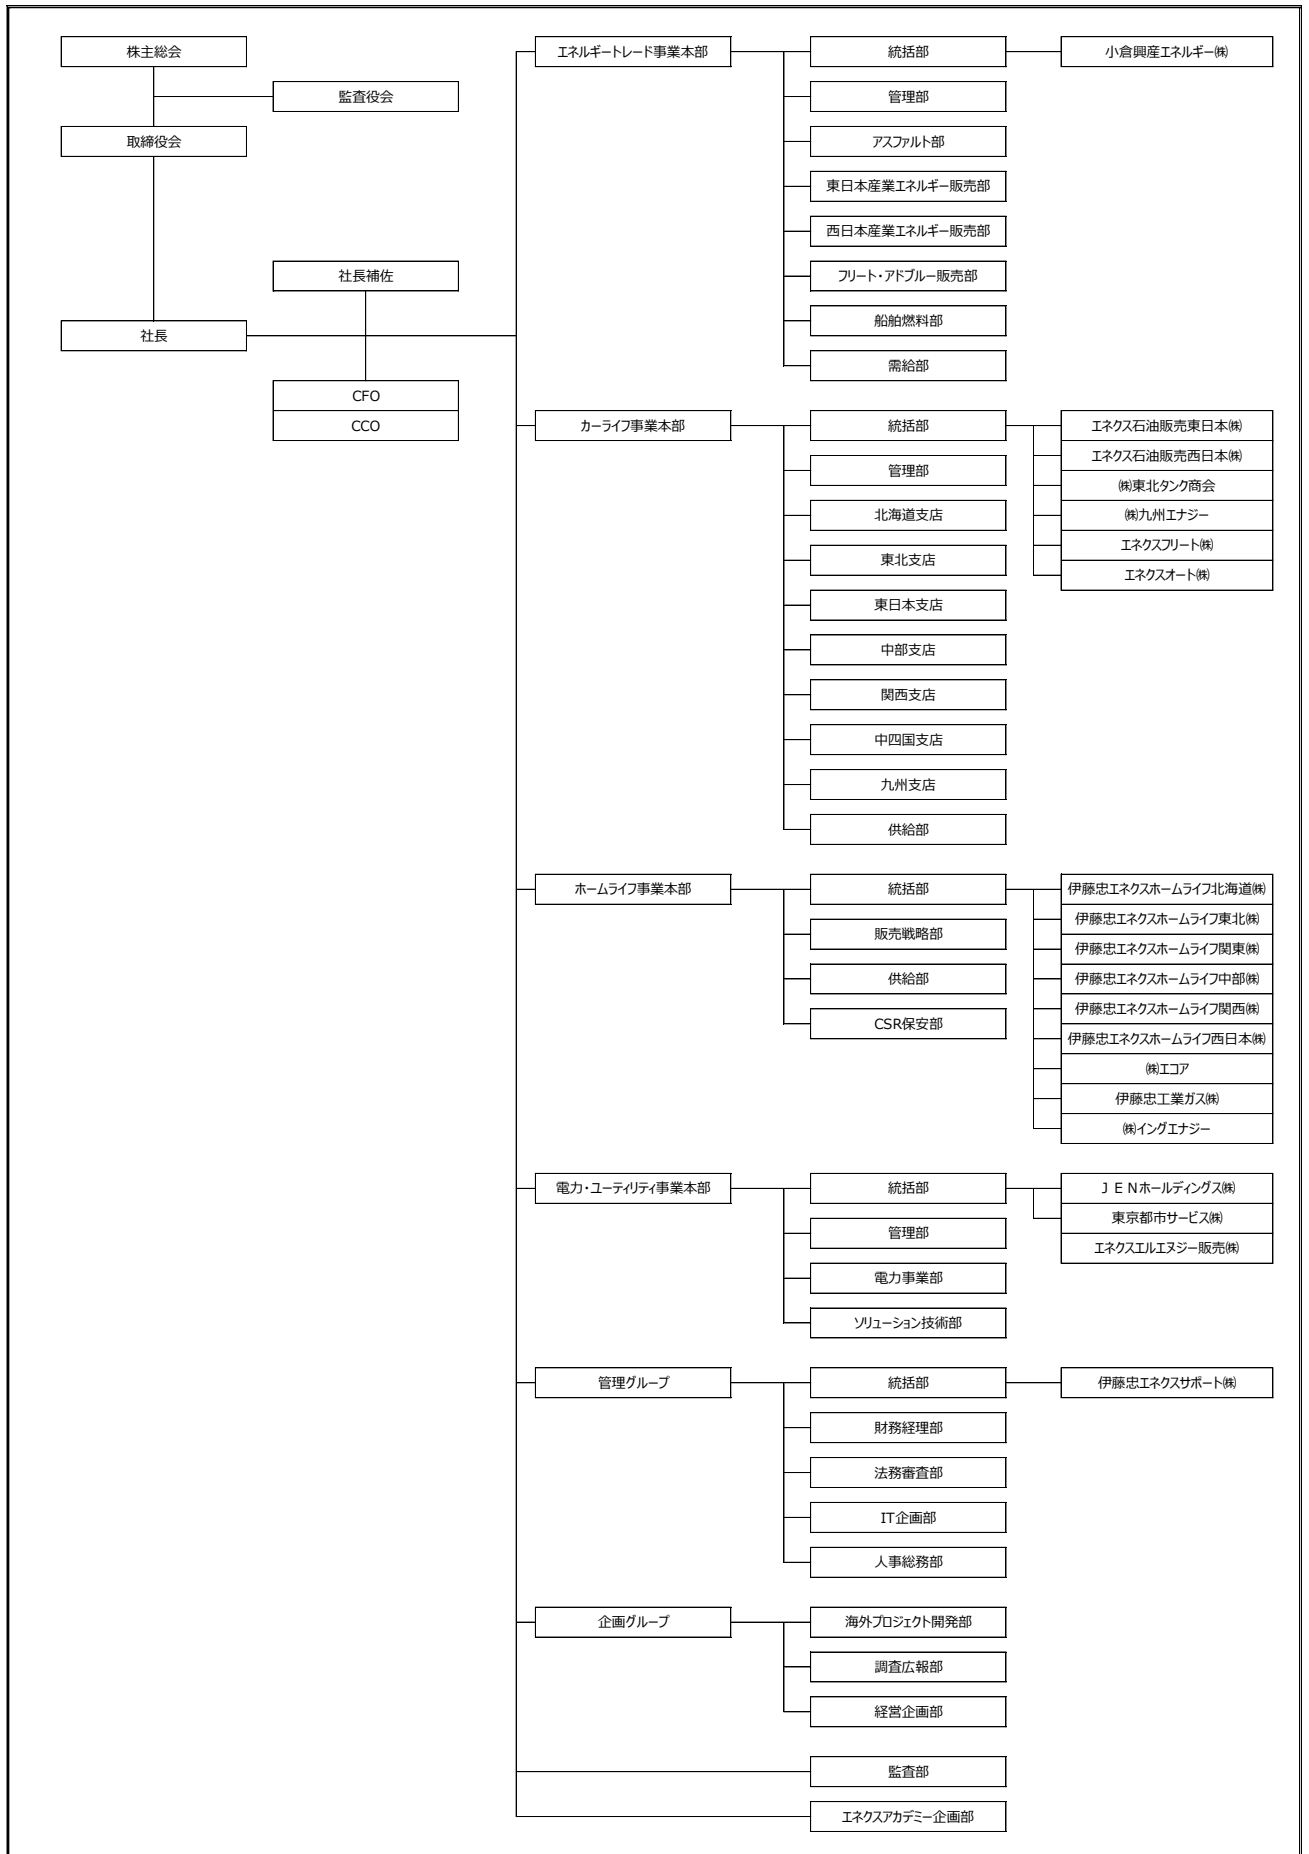 株主総会
監査役会
取締役会
社長補佐
社長
CFO
CCO
エネルギートレード事業本部
統括部
小倉興産エネルギー㈱
管理部
アスファルト部
東日本産業エネルギー販売部
西日本産業エネルギー販売部
フリート・アドブルー販売部
船舶燃料部
需給部
カーライフ事業本部
統括部
エネクス石油販売東日本㈱
エネクス石油販売西日本㈱
㈱東北タンク商会
㈱九州エナジー
エネクスフリート㈱
エネクスオート㈱
管理部
北海道支店
東北支店
東日本支店
中部支店
関西支店
中四国支店
九州支店
供給部
ホームライフ事業本部
統括部
伊藤忠エネクスホームライフ北海道㈱
伊藤忠エネクスホームライフ東北㈱
伊藤忠エネクスホームライフ関東㈱
伊藤忠エネクスホームライフ中部㈱
伊藤忠エネクスホームライフ関西㈱
伊藤忠エネクスホームライフ西日本㈱
㈱エコア
伊藤忠工業ガス㈱
㈱イングエナジー
販売戦略部
供給部
CSR保安部
電力・ユーティリティ事業本部
統括部
ＪＥＮホールディングス㈱
東京都市サービス㈱
エネクスエルエヌジー販売㈱
管理部
電力事業部
ソリューション技術部
管理グループ
統括部
伊藤忠エネクスサポート㈱
財務経理部
法務審査部
IT企画部
人事総務部
企画グループ
海外プロジェクト開発部
調査広報部
経営企画部
監査部
エネクスアカデミー企画部